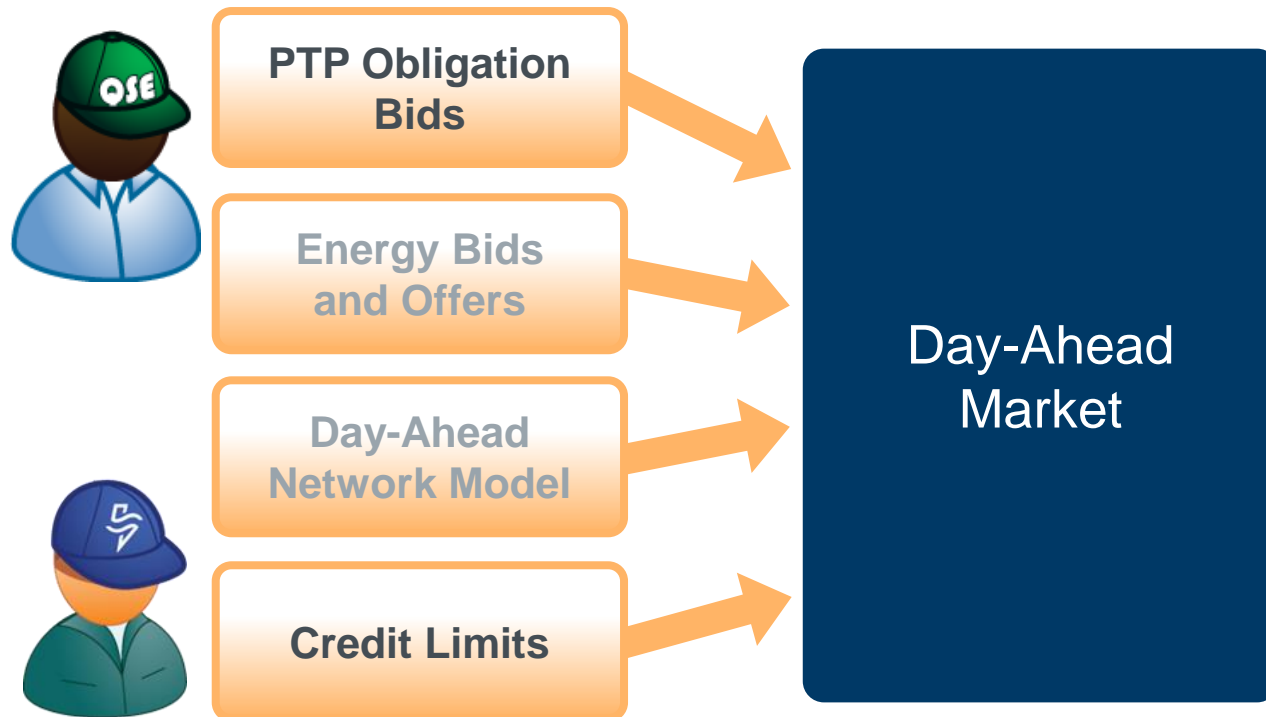 QSE
PTP Obligation
Bids
Energy Bids
and Offers
Day-Ahead
Network Model
Credit Limits
Day-Ahead
Market